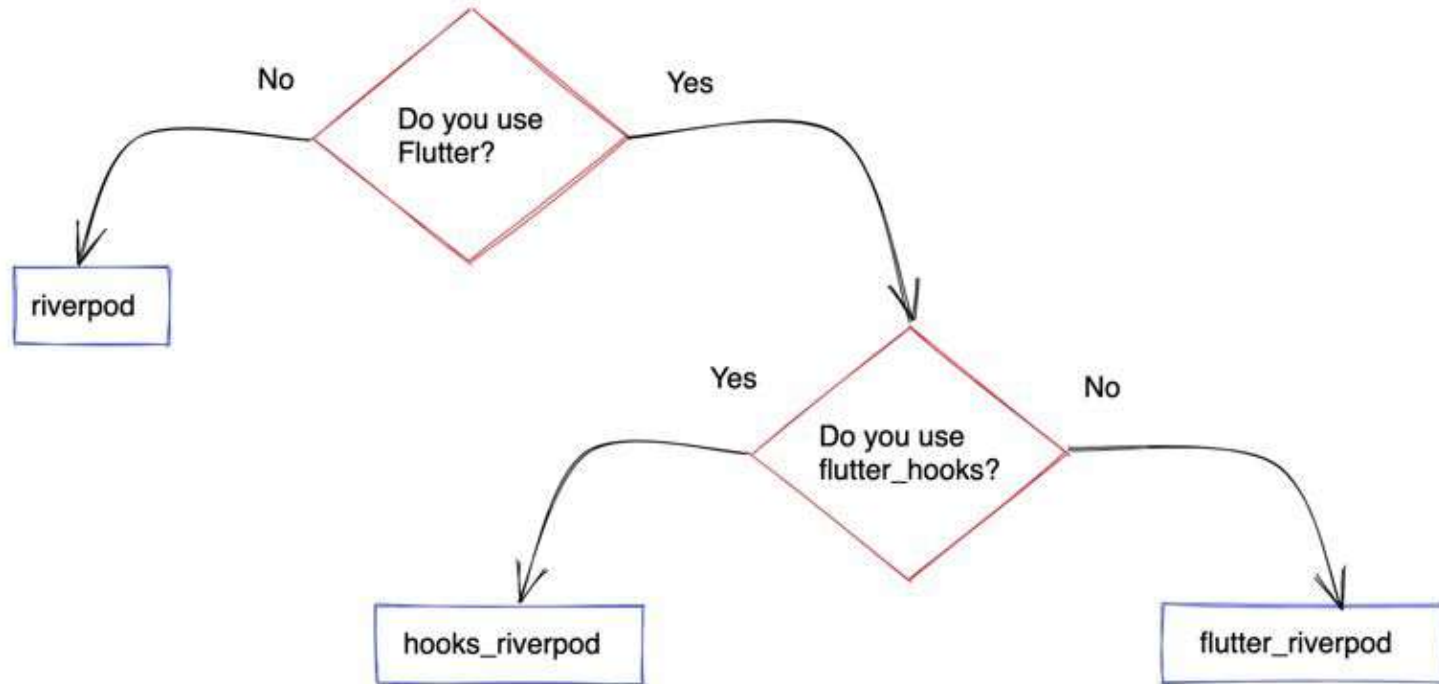 No
Yes
Do you use
Flutter?
riverpod
Yes
No
Do you use
flutter_hooks?
hooks_riverpod
flutter_riverpod